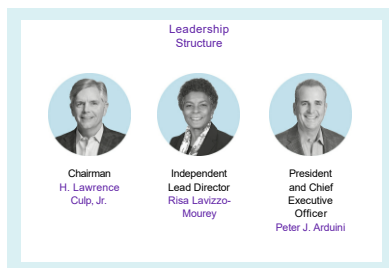 Leadership
Structure
Chairman
H. Lawrence
Culp, Jr.
Independent
Lead Director
Risa Lavizzo-
Mourey
President
and Chief
Executive
Officer
Peter J. Arduini